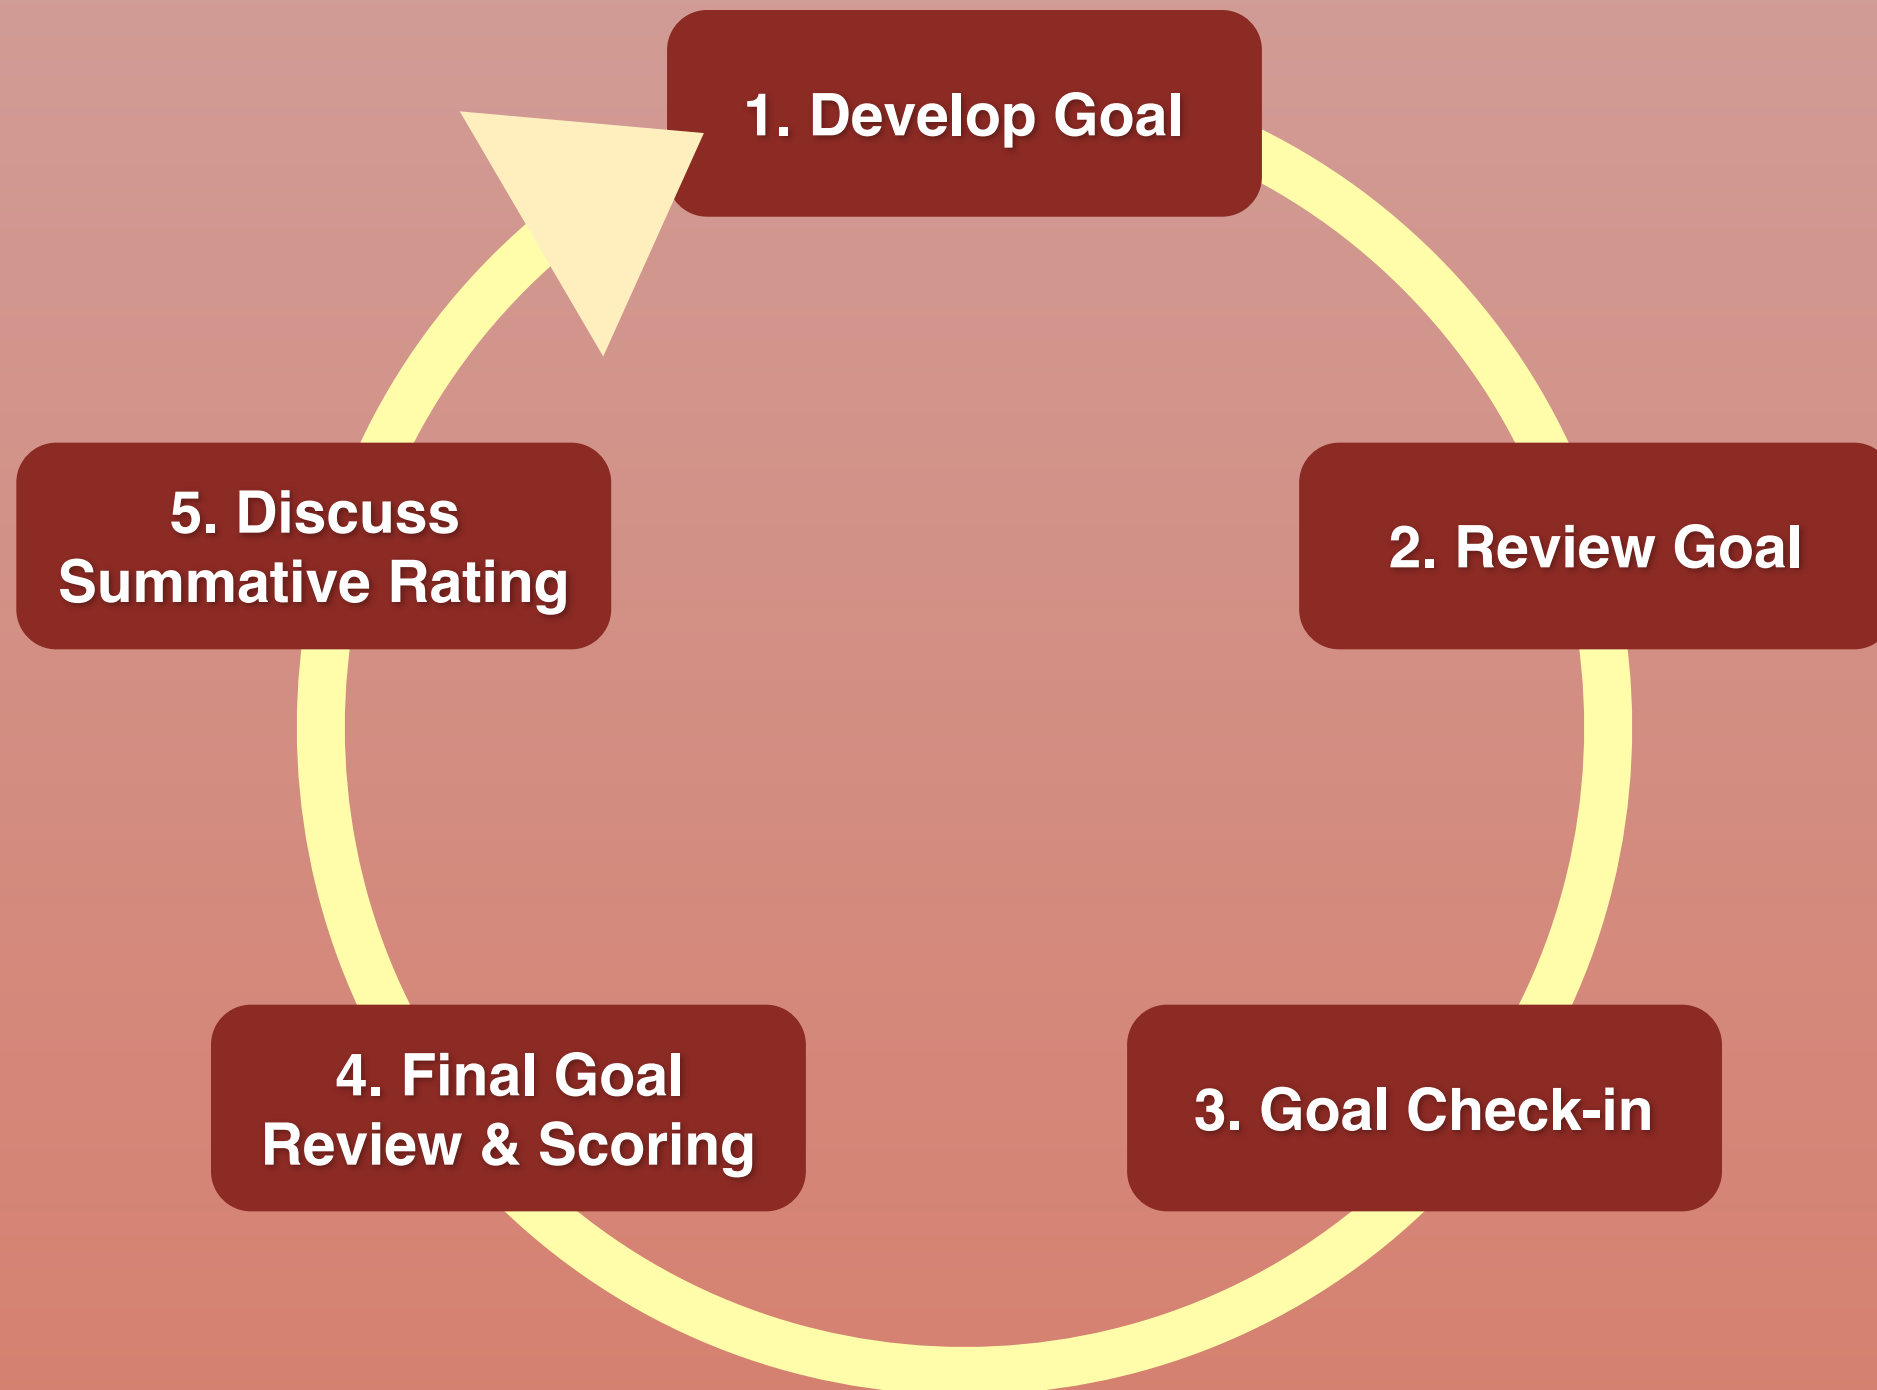 1. Develop Goal
2. Review Goal
3. Goal Check-in
4. Final Goal
Review & Scoring
5. Discuss
Summative Rating